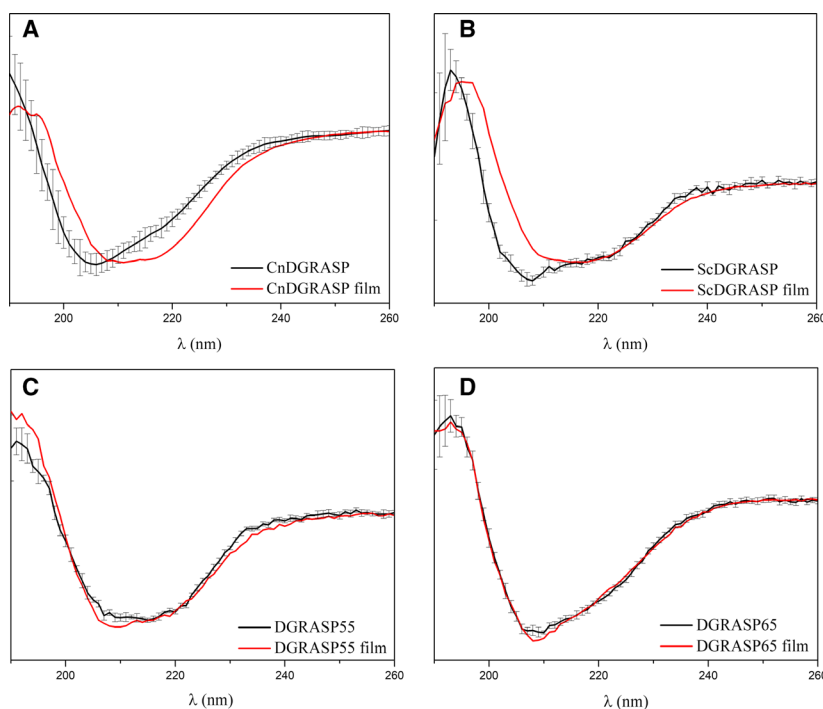 A
CnDGRASP
CnDGRASP film
200 220 240 260
λ (nm)
B
ScDGRASP
ScDGRASP film
200 220 240 260
λ (nm)
C
DGRASP55
DGRASP55 film
200 220 240 260
λ (nm)
D
DGRASP65
DGRASP65 film
200 220 240 260
λ (nm)